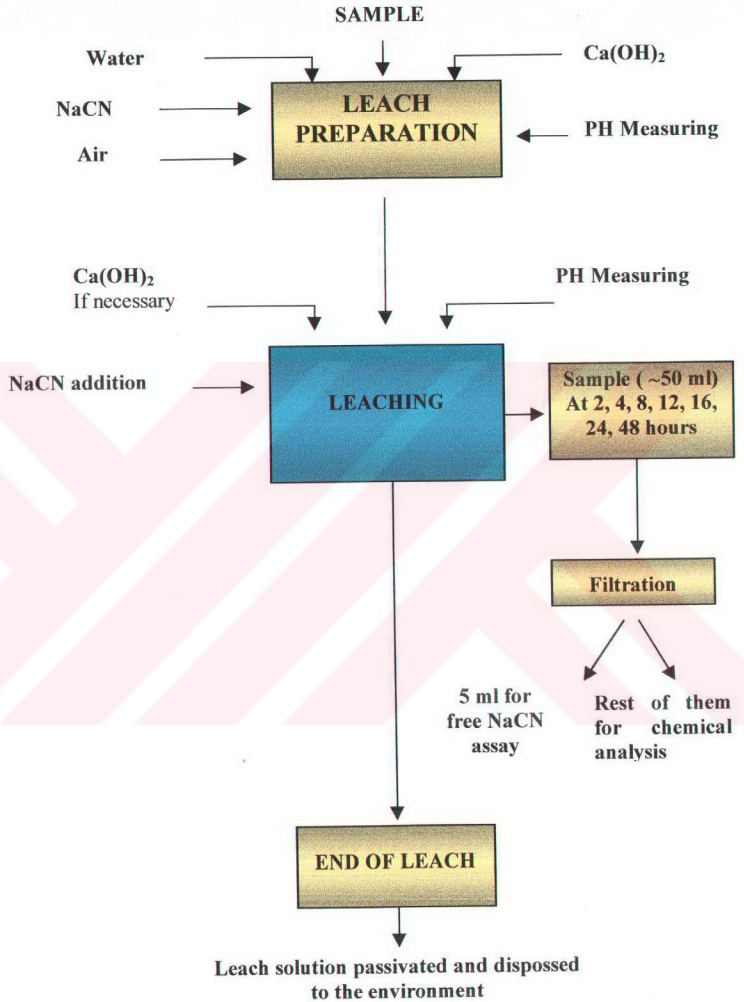 SAMPLE
Water
Ca(OH)2
NaCN
LEACH
PREPARATION
PH Measuring
Air
Ca(OH)2
If necessary
PH Measuring
NaCN addition
LEACHING
Sample ( ~50 ml)
At 2, 4, 8, 12, 16,
24, 48 hours
Filtration
5 ml for
free NaCN
assay
Rest of them
for chemical
analysis
END OF LEACH
Leach solution passivated and dispossed
to the environment